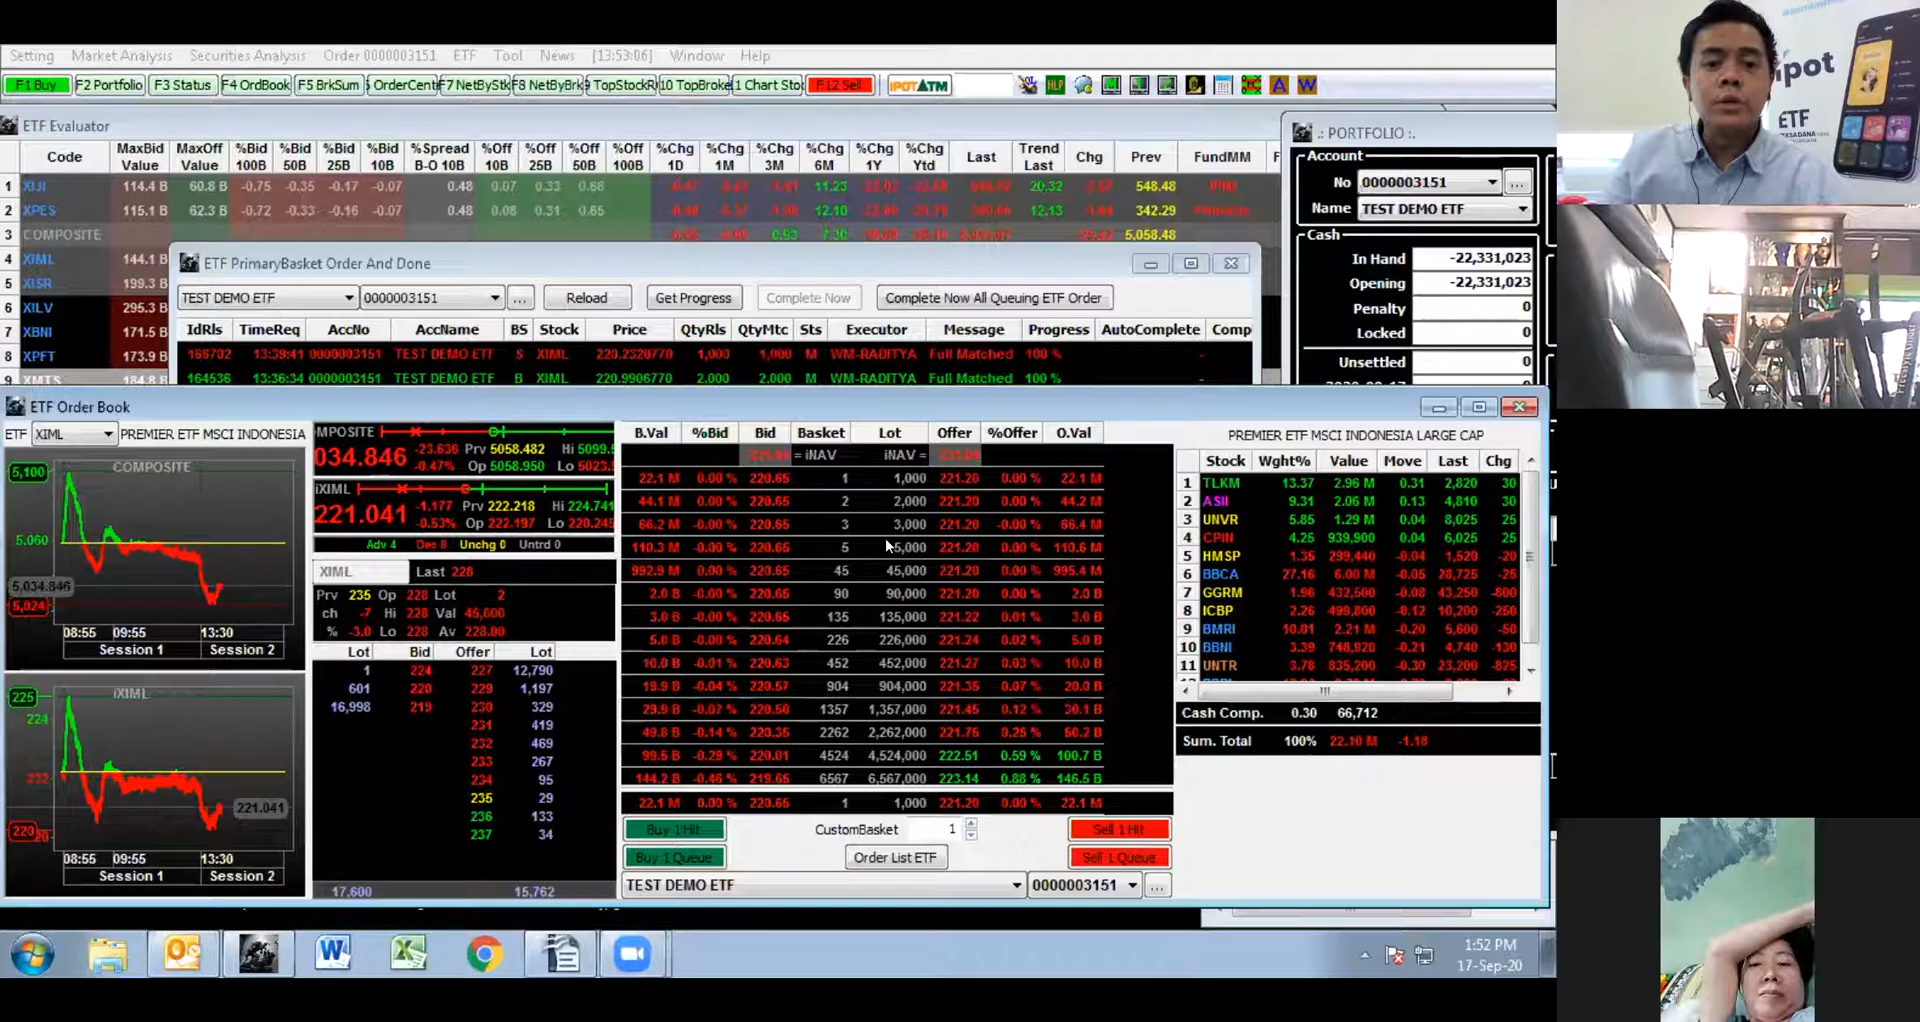 Setting Market Analysis Securities Analysis Order 0000003151 ETF Tool News [13:53:06] Window Help
F1 Buy F2 Portfolio F3 Status F4 OrdBook F5 BrkSum OrderCent F7 NetByStk F8 NetByBrk TopStockR 10 TopBroke 1 Chart Stoc F12 Sell IPOTATM HLP A W
ETF Evaluator
Code MaxBid Value MaxOff Value %Bid 100B %Bid 50B %Bid 25B %Bid 10B %Spread B-O 10B %Off 10B %Off 25B %Off 50B %Off 100B %Chg 1D %Chg 1M %Chg 3M %Chg 6M %Chg 1Y %Chg Ytd Last Trend Last Chg Prev FundMM F
1 XIJI 114.4 B 60.8 B -0.75 -0.35 -0.17 -0.07 0.48 0.07 0.33 0.68 11.23 20,32 548.48
2 XPES 115.1 B 62.3 B -0.72 -0.33 -0.16 -0.07 0.48 0.08 0.31 0.65 12.10 12,13 342.29
3 COMPOSITE 0.93 7.30 5,058.48
4 XIML 144.1 B
5 XISR 199.3 B
6 XILV 295.3 B
7 XBNI 171.5 B
8 XPFT 173.9 B
9 XMTS 184.8 B
ETF PrimaryBasket Order And Done
TEST DEMO ETF 0000003151 ... Reload Get Progress Complete Now Complete Now All Queuing ETF Order
IdRls TimeReq AccNo AccName BS Stock Price QtyRls QtyMtc Sts Executor Message Progress AutoComplete Comp
166702 13:39:41 0000003151 TEST DEMO ETF S XIML 220.2320770 1,000 1,000 M WM-RADITYA Full Matched 100 % -
164536 13:36:34 0000003151 TEST DEMO ETF B XIML 220.9906770 2,000 2,000 M WM-RADITYA Full Matched 100 % -
.: PORTFOLIO :.
Account
No 0000003151 ...
Name TEST DEMO ETF
Cash
In Hand -22,331,023
Opening -22,331,023
Penalty 0
Locked 0
Unsettled 0
ETF Order Book
ETF XIML PREMIER ETF MSCI INDONESIA
COMPOSITE
5,100
5,060
5,034.846
5,024
08:55 09:55 13:30
Session 1 Session 2
iXIML
225
224
222
221.041
220
08:55 09:55 13:30
Session 1 Session 2
MPOSITE
034.846 -23.636 Prv 5058.482 Hi 5099.5
-0.47% Op 5058.950 Lo 5023.
iXIML
221.041 -1.177 Prv 222.218 Hi 224.741
-0.53% Op 222.197 Lo 220.245
Adv 4 Dec 8 Unchg 0 Untrd 0
XIML Last 228
Prv 235 Op 228 Lot 2
ch -7 Hi 228 Val 45,600
% -3.0 Lo 228 Av 228.00
Lot Bid Offer Lot
1 224 227 12,790
601 220 229 1,197
16,998 219 230 329
231 419
232 469
233 267
234 95
235 29
236 133
237 34
17,600 15,762
B.Val %Bid Bid Basket Lot Offer %Offer O.Val
= iNAV iNAV =
22.1 M 0.00 % 220.65 1 1,000 221.20 0.00 % 22.1 M
44.1 M 0.00 % 220.65 2 2,000 221.20 0.00 % 44.2 M
66.2 M -0.00 % 220.65 3 3,000 221.20 -0.00 % 66.4 M
110.3 M -0.00 % 220.65 5 5,000 221.20 0.00 % 110.6 M
992.9 M 0.00 % 220.65 45 45,000 221.20 0.00 % 995.4 M
2.0 B 0.00 % 220.65 90 90,000 221.20 0.00 % 2.0 B
3.0 B 0.00 % 220.65 135 135,000 221.22 0.01 % 3.0 B
5.0 B 0.00 % 220.64 226 226,000 221.24 0.02 % 5.0 B
10.0 B -0.01 % 220.63 452 452,000 221.27 0.03 % 10.0 B
19.9 B -0.04 % 220.57 904 904,000 221.35 0.07 % 20.0 B
29.9 B -0.07 % 220.50 1357 1,357,000 221.45 0.12 % 30.1 B
49.8 B -0.14 % 220.35 2262 2,262,000 221.75 0.25 % 50.2 B
99.5 B -0.29 % 220.01 4524 4,524,000 222.51 0.59 % 100.7 B
144.2 B -0.46 % 219.65 6567 6,567,000 223.14 0.88 % 146.5 B
22.1 M 0.00 % 220.65 1 1,000 221.20 0.00 % 22.1 M
Buy 1 Hit CustomBasket 1 Sell 1 Hit
Buy 1 Queue Order List ETF Sell 1 Queue
TEST DEMO ETF 0000003151 ...
PREMIER ETF MSCI INDONESIA LARGE CAP
Stock Wght% Value Move Last Chg
1 TLKM 13.37 2.96 M 0.31 2,820 30
2 ASII 9.31 2.06 M 0.13 4,810 30
3 UNVR 5.85 1.29 M 0.04 8,025 25
4 CPIN 4.25 939,900 0.04 6,025 25
5 HMSP 1.35 299,440 -0.04 1,520 -20
6 BBCA 27.16 6.00 M -0.05 28,725 -25
7 GGRM 1.96 432,500 -0.08 43,250 -800
8 ICBP 2.26 499,800 -0.12 10,200 -250
9 BMRI 10.01 2.21 M -0.20 5,600 -50
10 BBNI 3.39 748,920 -0.21 4,740 -130
11 UNTR 3.78 835,200 -0.30 23,200 -825
Cash Comp. 0.30 66,712
Sum. Total 100% 22.10 M -1.18
1:52 PM
17-Sep-20
ipot
ETF